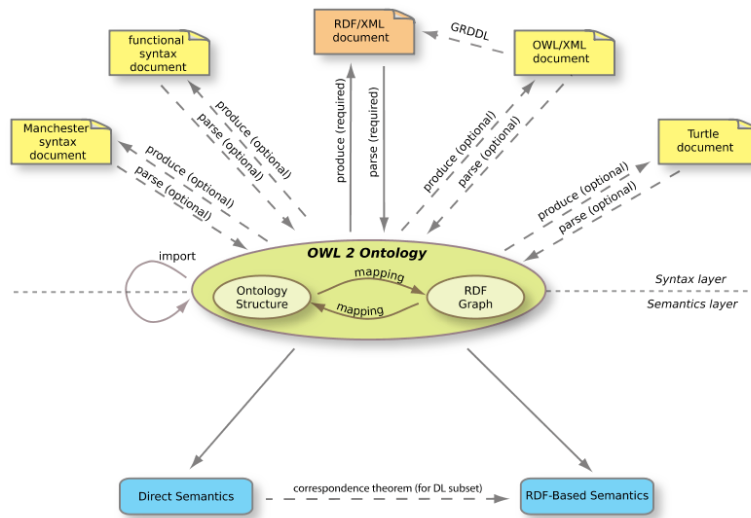 RDF/XML
document
functional
syntax
document
GRDDL
OWL/XML
document
Manchester
syntax
document
Turtle
document
produce (optional)
parse (optional)
produce (optional)
parse (optional)
produce (required)
parse (required)
produce (optional)
parse (optional)
produce (optional)
parse (optional)
OWL 2 Ontology
import
mapping
Ontology
Structure
RDF
Graph
mapping
Syntax layer
Semantics layer
Direct Semantics
correspondence theorem (for DL subset)
RDF-Based Semantics